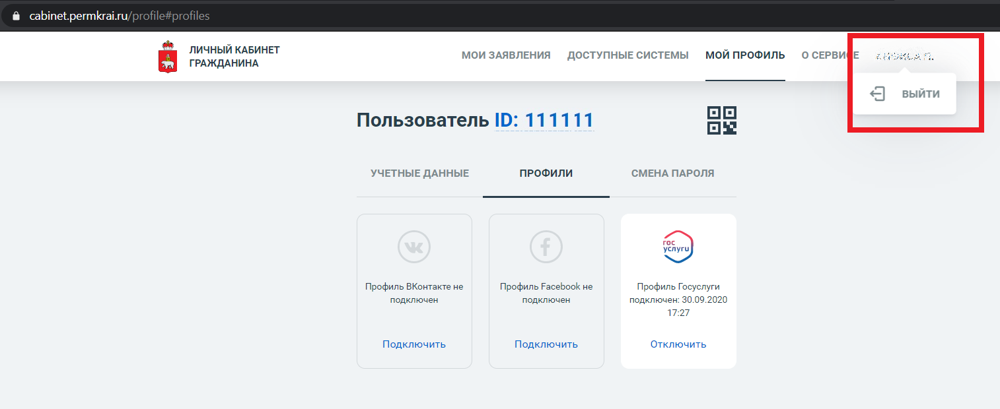 cabinet.permkrai.ru/profile#profiles
ЛИЧНЫЙ КАБИНЕТ
ГРАЖДАНИНА
МОИ ЗАЯВЛЕНИЯ ДОСТУПНЫЕ СИСТЕМЫ МОЙ ПРОФИЛЬ О СЕРВИСЕ
ВЫЙТИ
Пользователь ID: 111111
УЧЕТНЫЕ ДАННЫЕ ПРОФИЛИ СМЕНА ПАРОЛЯ
гос
услуги
Профиль ВКонтакте не
подключен
Подключить
Профиль Facebook не
подключен
Подключить
Профиль Госуслуги
подключен: 30.09.2020
17:27
Отключить